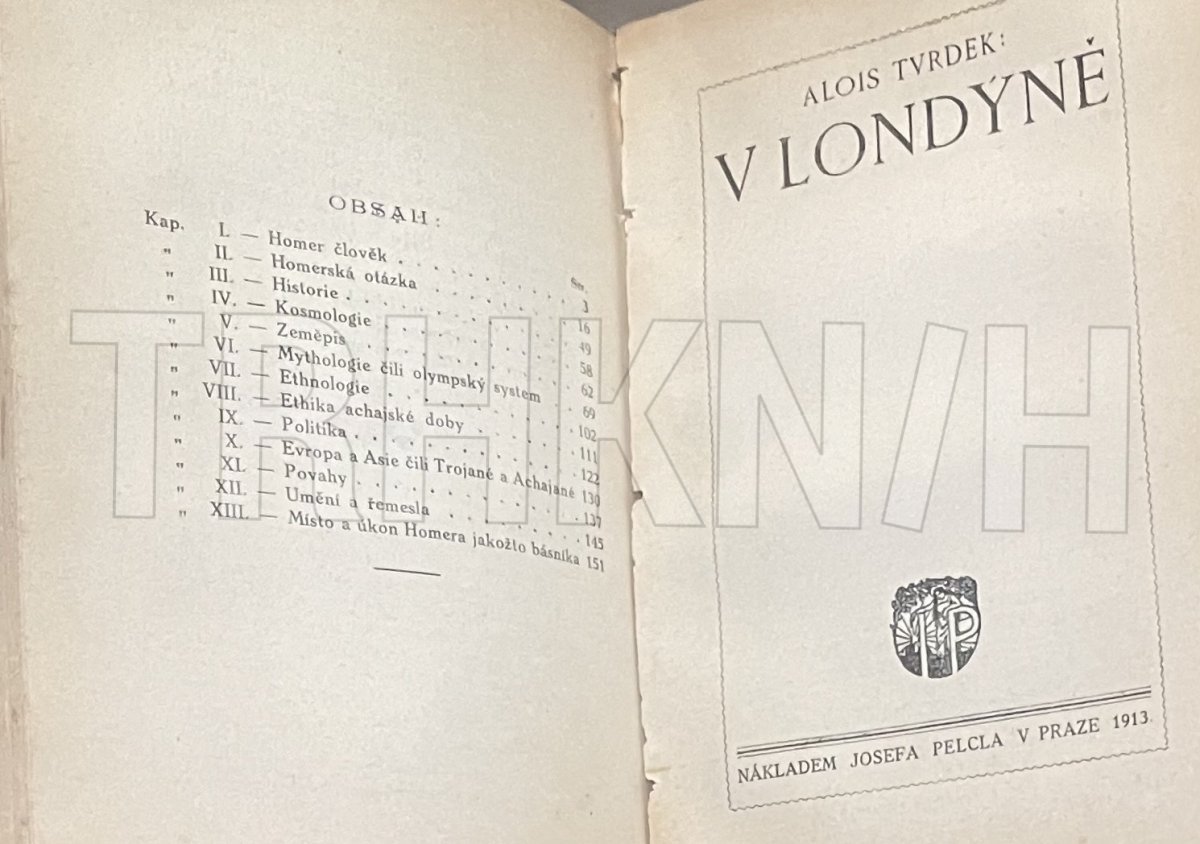 OBSAH:
Str.
Kap. I. — Homer člověk . . . . . . . . . . 3
" II. — Homerská otázka . . . . . . . . 16
" III. — Historie . . . . . . . . . . . 49
" IV. — Kosmologie . . . . . . . . . . 58
" V. — Zeměpis . . . . . . . . . . . 62
" VI. — Mythologie čili olympský system . . 69
" VII. — Ethnologie . . . . . . . . . . 102
" VIII. — Ethika achajské doby . . . . . . 111
" IX. — Politika . . . . . . . . . . . 122
" X. — Evropa a Asie čili Trojané a Achajané 130
" XI. — Povahy . . . . . . . . . . . 137
" XII. — Umění a řemesla . . . . . . . . 145
" XIII. — Místo a úkon Homera jakožto básníka 151
ALOIS TVRDEK:
V LONDÝNĚ
NÁKLADEM JOSEFA PELCLA V PRAZE 1913.
TRHKN/H